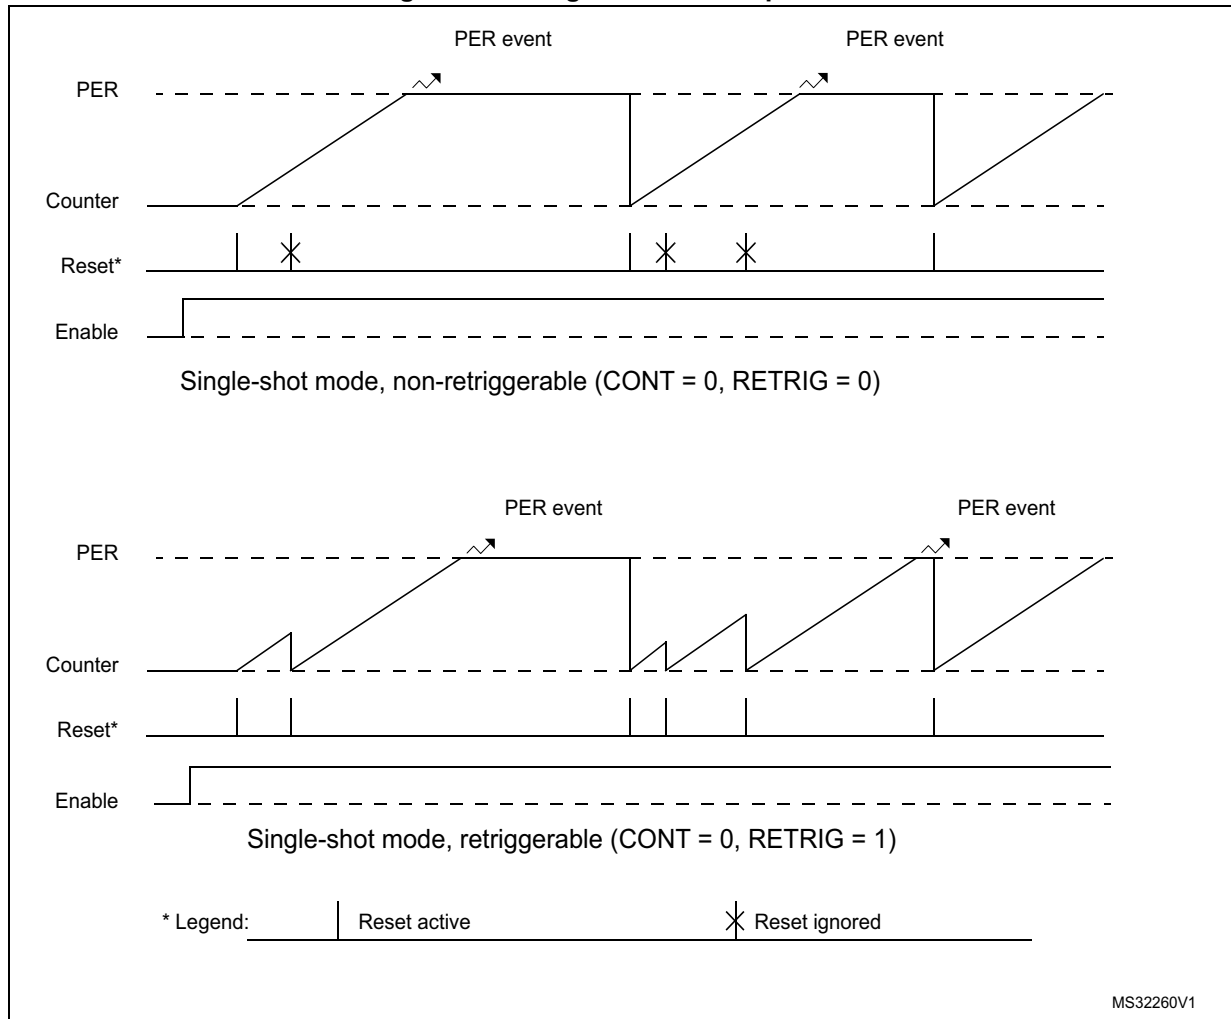 PER event PER event
PER
Counter
Reset*
Enable
Single-shot mode, non-retriggerable (CONT = 0, RETRIG = 0)
PER event PER event
PER
Counter
Reset*
Enable
Single-shot mode, retriggerable (CONT = 0, RETRIG = 1)
* Legend: Reset active Reset ignored
MS32260V1